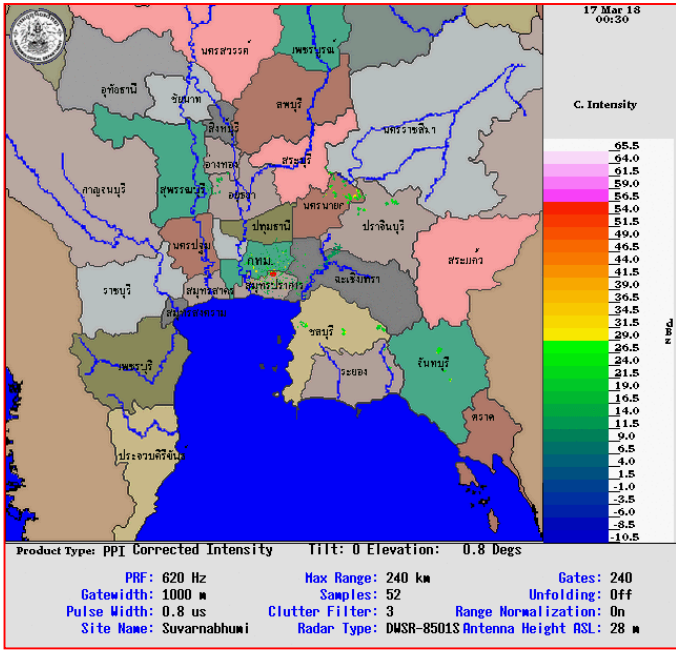 17 Mar 18
00:30
C. Intensity
65.5
64.0
61.5
59.0
56.5
54.0
51.5
49.0
46.5
44.0
41.5
39.0
36.5
34.0
31.5
29.0
26.5
24.0
21.5
19.0
16.5
14.0
11.5
9.0
6.5
4.0
1.5
-1.0
-3.5
-6.0
-8.5
-10.5
นครสวรรค์
เพชรบูรณ์
อุทัยธานี
ชัยนาท
ลพบุรี
สิงหบุรี
นครราชสีมา
อ่างทอง
สระบุรี
กาญจนบุรี
สุพรรณบุรี
อยุธยา
นครนายก
ปราจีนบุรี
ปทุมธานี
นครปฐม
กทม.
สระแก้ว
ราชบุรี
สมุทรสาคร
สมุทรปราการ
ฉะเชิงเทรา
สมุทรสงคราม
ชลบุรี
เพชรบุรี
ระยอง
จันทบุรี
ตราด
ประจวบคีรีขันธ์
Product Type: PPI Corrected Intensity Tilt: 0 Elevation: 0.8 Degs
PRF: 620 Hz Max Range: 240 km Gates: 240
Gatewidth: 1000 m Samples: 52 Unfolding: Off
Pulse Width: 0.8 us Clutter Filter: 3 Range Normalization: On
Site Name: Suvarnabhumi Radar Type: DWSR-8501S Antenna Height ASL: 28 m